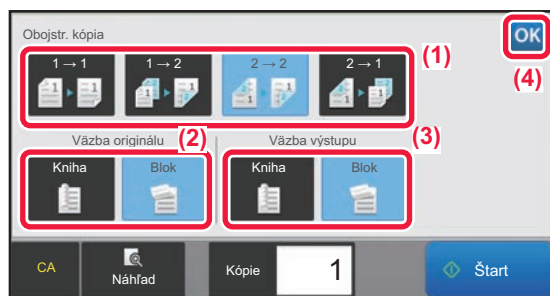 Obojstr. kópia
OK
(1)
(4)
1 → 1
1 → 2
2 → 2
2 → 1
Väzba originálu
(2)
Väzba výstupu
(3)
Kniha
Blok
Kniha
Blok
CA
Náhľad
Kópie
1
Štart